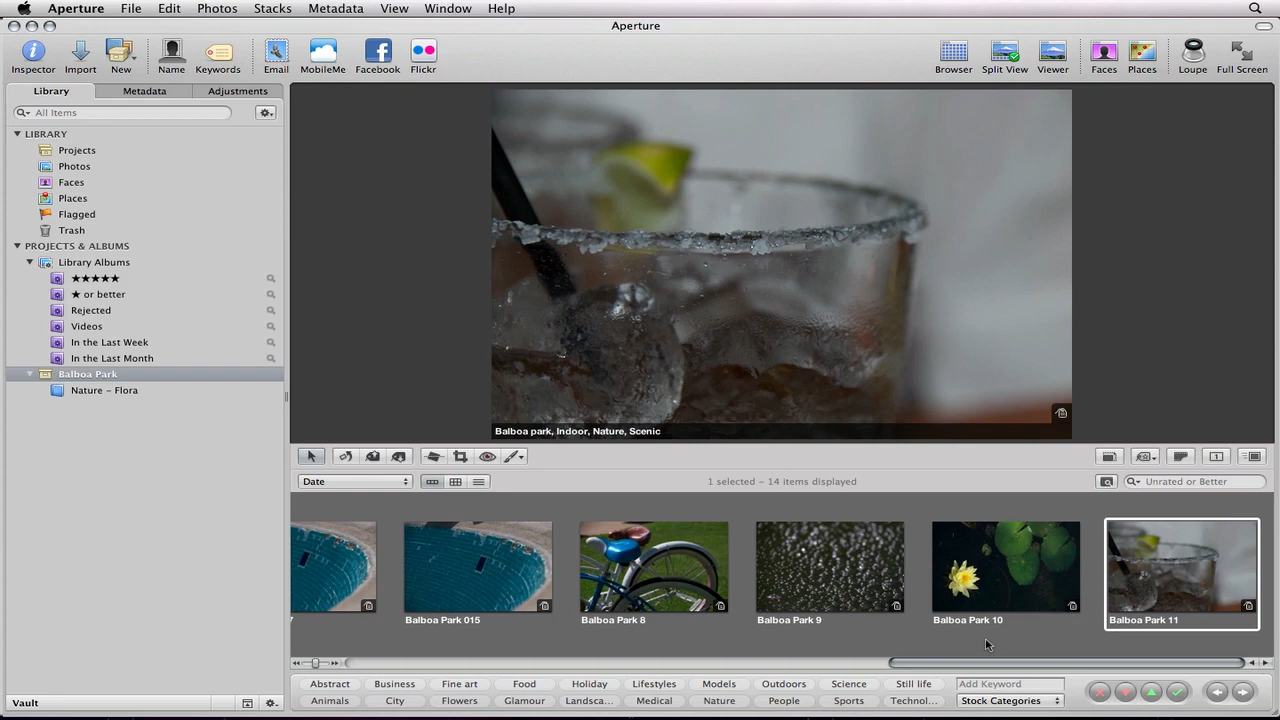 Aperture File Edit Photos Stacks Metadata View Window Help
Aperture
Inspector Import New Name Keywords Email MobileMe Facebook Flickr Browser Split View Viewer Faces Places Loupe Full Screen
Library Metadata Adjustments
All Items
LIBRARY
Projects
Photos
Faces
Places
Flagged
Trash
PROJECTS & ALBUMS
Library Albums
★★★★★
★ or better
Rejected
Videos
In the Last Week
In the Last Month
Balboa Park
Nature – Flora
Balboa park, Indoor, Nature, Scenic
1
Date 1 selected – 14 items displayed Unrated or Better
Balboa Park 015 Balboa Park 8 Balboa Park 9 Balboa Park 10 Balboa Park 11
Abstract Business Fine art Food Holiday Lifestyles Models Outdoors Science Still life Add Keyword
Animals City Flowers Glamour Landsca... Medical Nature People Sports Technol... Stock Categories
Vault